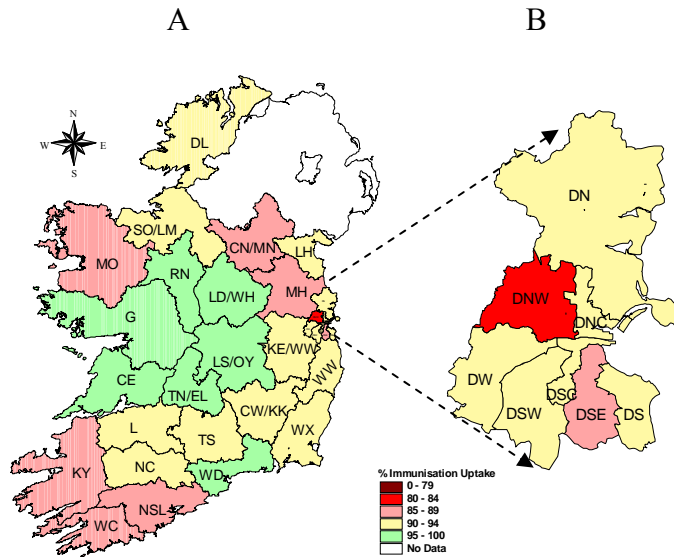 A
B
N
W E
S
DL
SO/LM
CN/MN
LH
MO
RN
LD/WH
MH
G
KE/WW
LS/OY
WW
CE
TN/EL
CW/KK
L
TS
WX
NC
WD
KY
NSL
WC
DN
DNW
DNC
DW
DSC
DSW
DSE
DS
% Immunisation Uptake
0 - 79
80 - 84
85 - 89
90 - 94
95 - 100
No Data